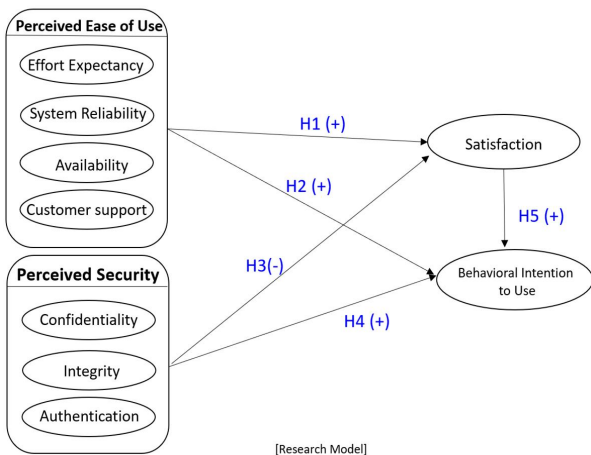 Perceived Ease of Use
Effort Expectancy
System Reliability
Availability
Customer support
Perceived Security
Confidentiality
Integrity
Authentication
H1 (+)
H2 (+)
H3(-)
H4 (+)
Satisfaction
H5 (+)
Behavioral Intention
to Use
[Research Model]